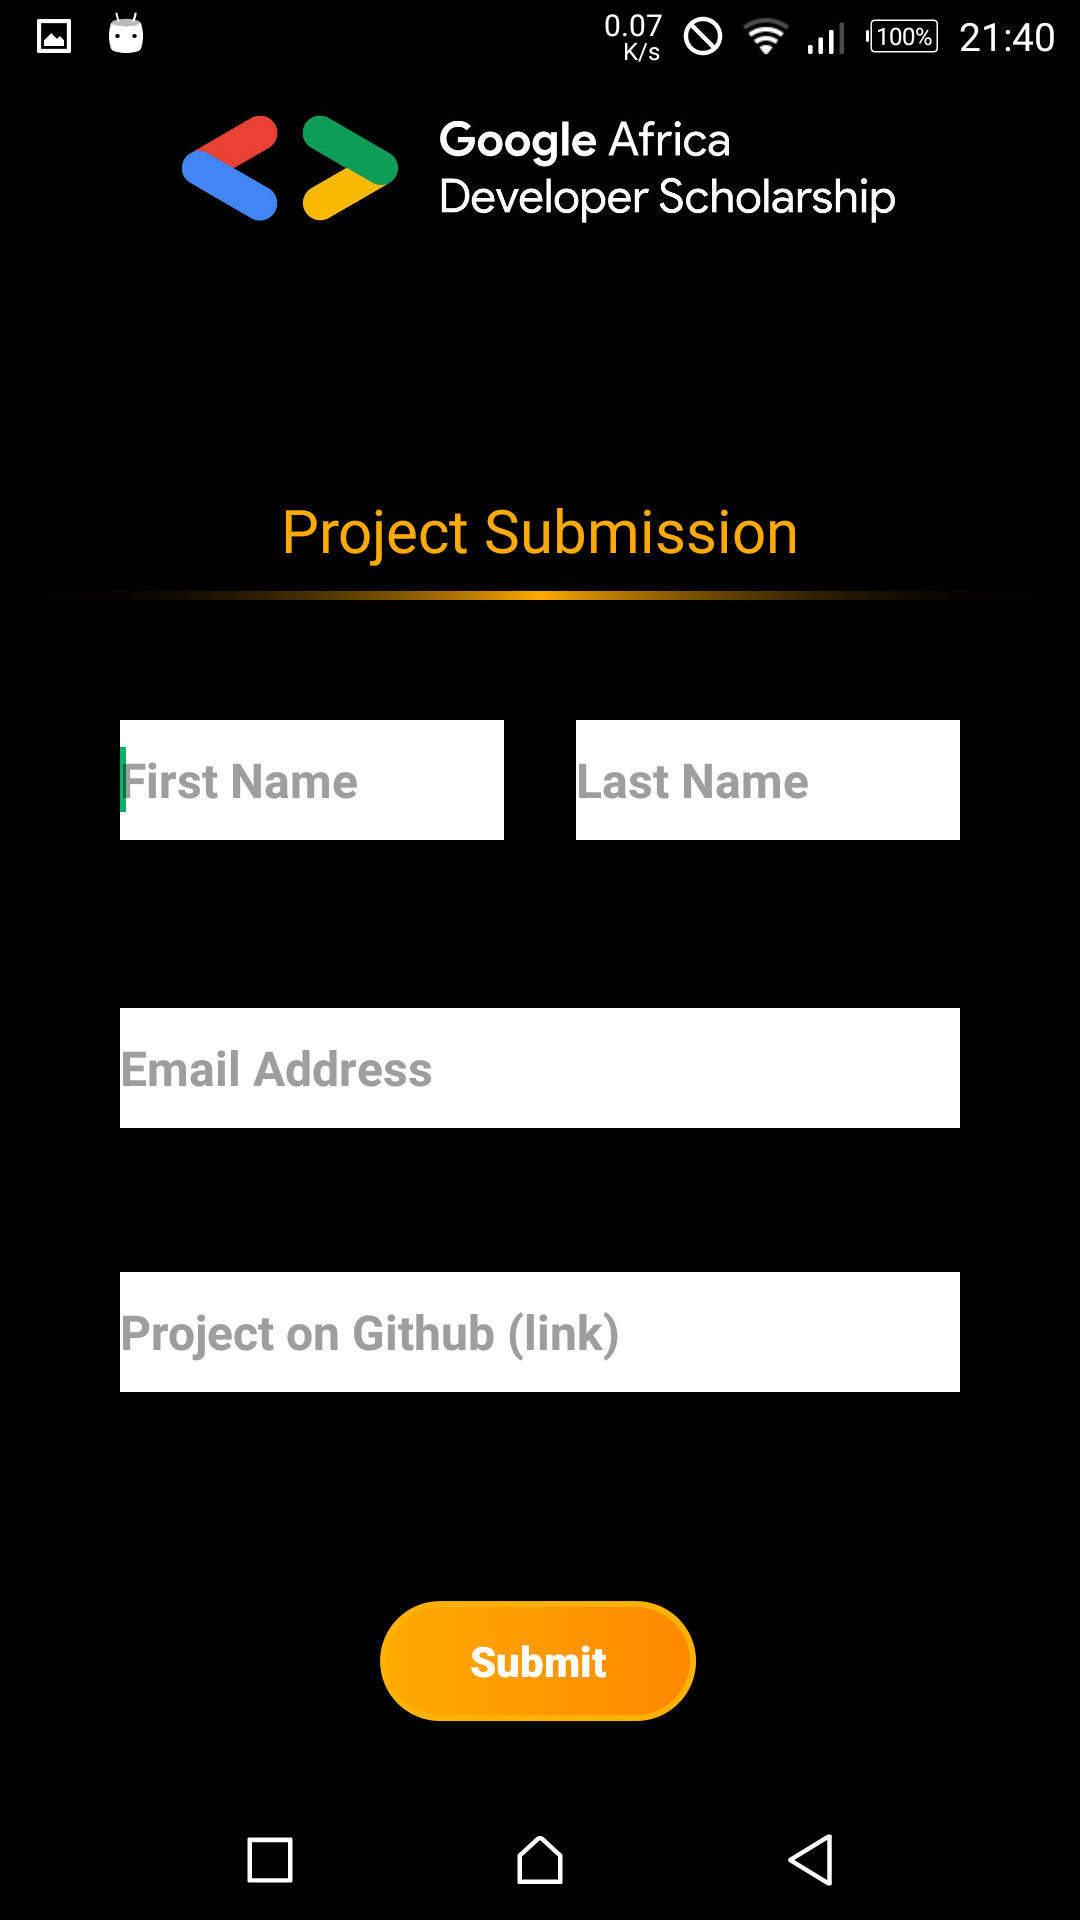 0.07
K/s
100%
21:40
Google Africa
Developer Scholarship
Project Submission
First Name
Last Name
Email Address
Project on Github (link)
Submit